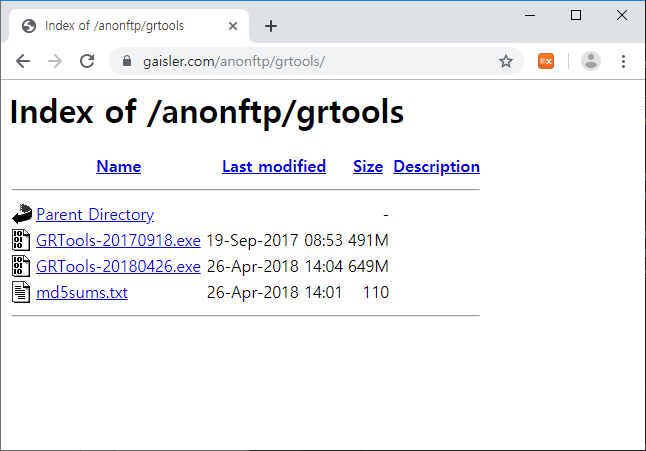 Index of /anonftp/grtools
gaisler.com/anonftp/grtools/
Index of /anonftp/grtools
Name Last modified Size Description
Parent Directory -
GRTools-20170918.exe 19-Sep-2017 08:53 491M
GRTools-20180426.exe 26-Apr-2018 14:04 649M
md5sums.txt 26-Apr-2018 14:01 110